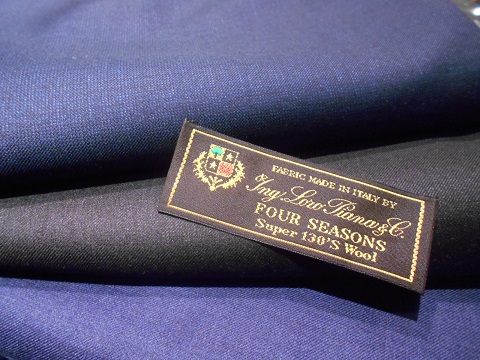 FABRIC MADE IN ITALY BY
Ing. Loro Piana & C.
FOUR SEASONS
Super 130'S Wool